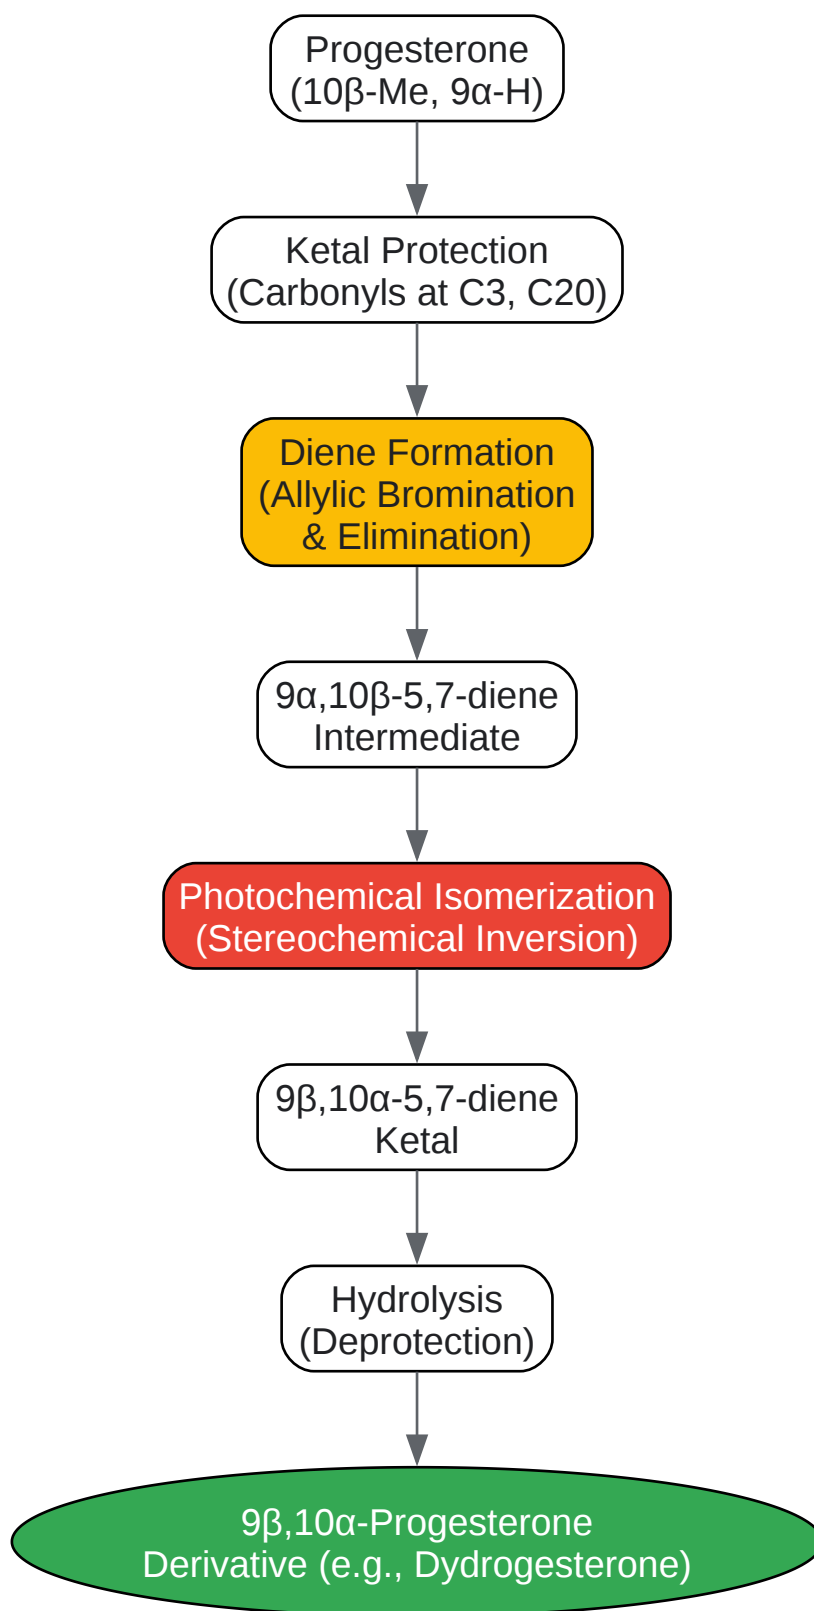 Progesterone
(10β-Me, 9α-H)
Ketal Protection
(Carbonyls at C3, C20)
Diene Formation
(Allylic Bromination
& Elimination)
9α,10β-5,7-diene
Intermediate
Photochemical Isomerization
(Stereochemical Inversion)
9β,10α-5,7-diene
Ketal
Hydrolysis
(Deprotection)
9β,10α-Progesterone
Derivative (e.g., Dydrogesterone)